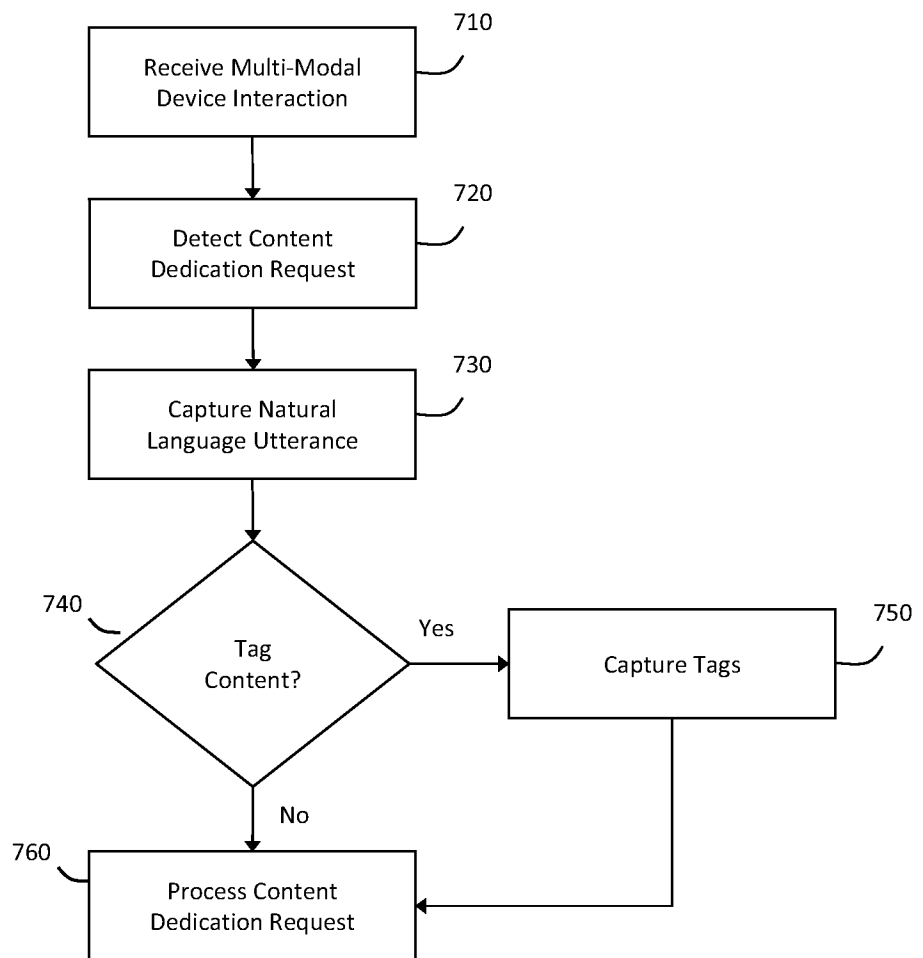 710
Receive Multi-Modal
Device Interaction
720
Detect Content
Dedication Request
730
Capture Natural
Language Utterance
740
Tag
Content?
Yes
750
Capture Tags
No
760
Process Content
Dedication Request